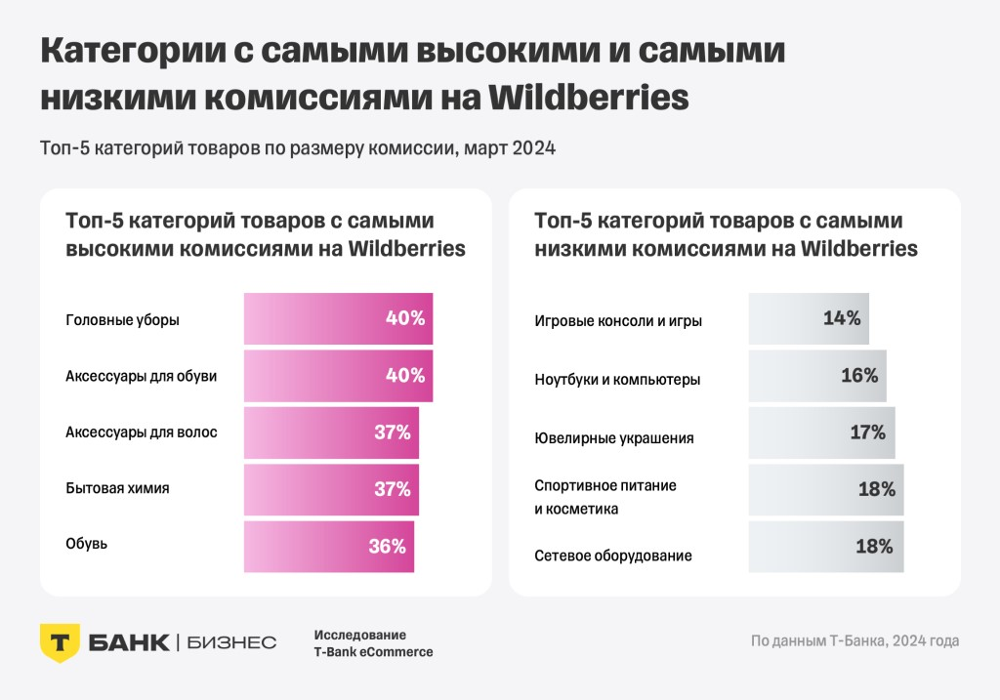 Категории с самыми высокими и самыми
низкими комиссиями на Wildberries
Топ-5 категорий товаров по размеру комиссии, март 2024
Топ-5 категорий товаров с самыми
высокими комиссиями на Wildberries
Головные уборы
40%
Аксессуары для обуви
40%
Аксессуары для волос
37%
Бытовая химия
37%
Обувь
36%
Топ-5 категорий товаров с самыми
низкими комиссиями на Wildberries
Игровые консоли и игры
14%
Ноутбуки и компьютеры
16%
Ювелирные украшения
17%
Спортивное питание
и косметика
18%
Сетевое оборудование
18%
Т БАНК | БИЗНЕС
Исследование
T-Bank eCommerce
По данным Т-Банка, 2024 года